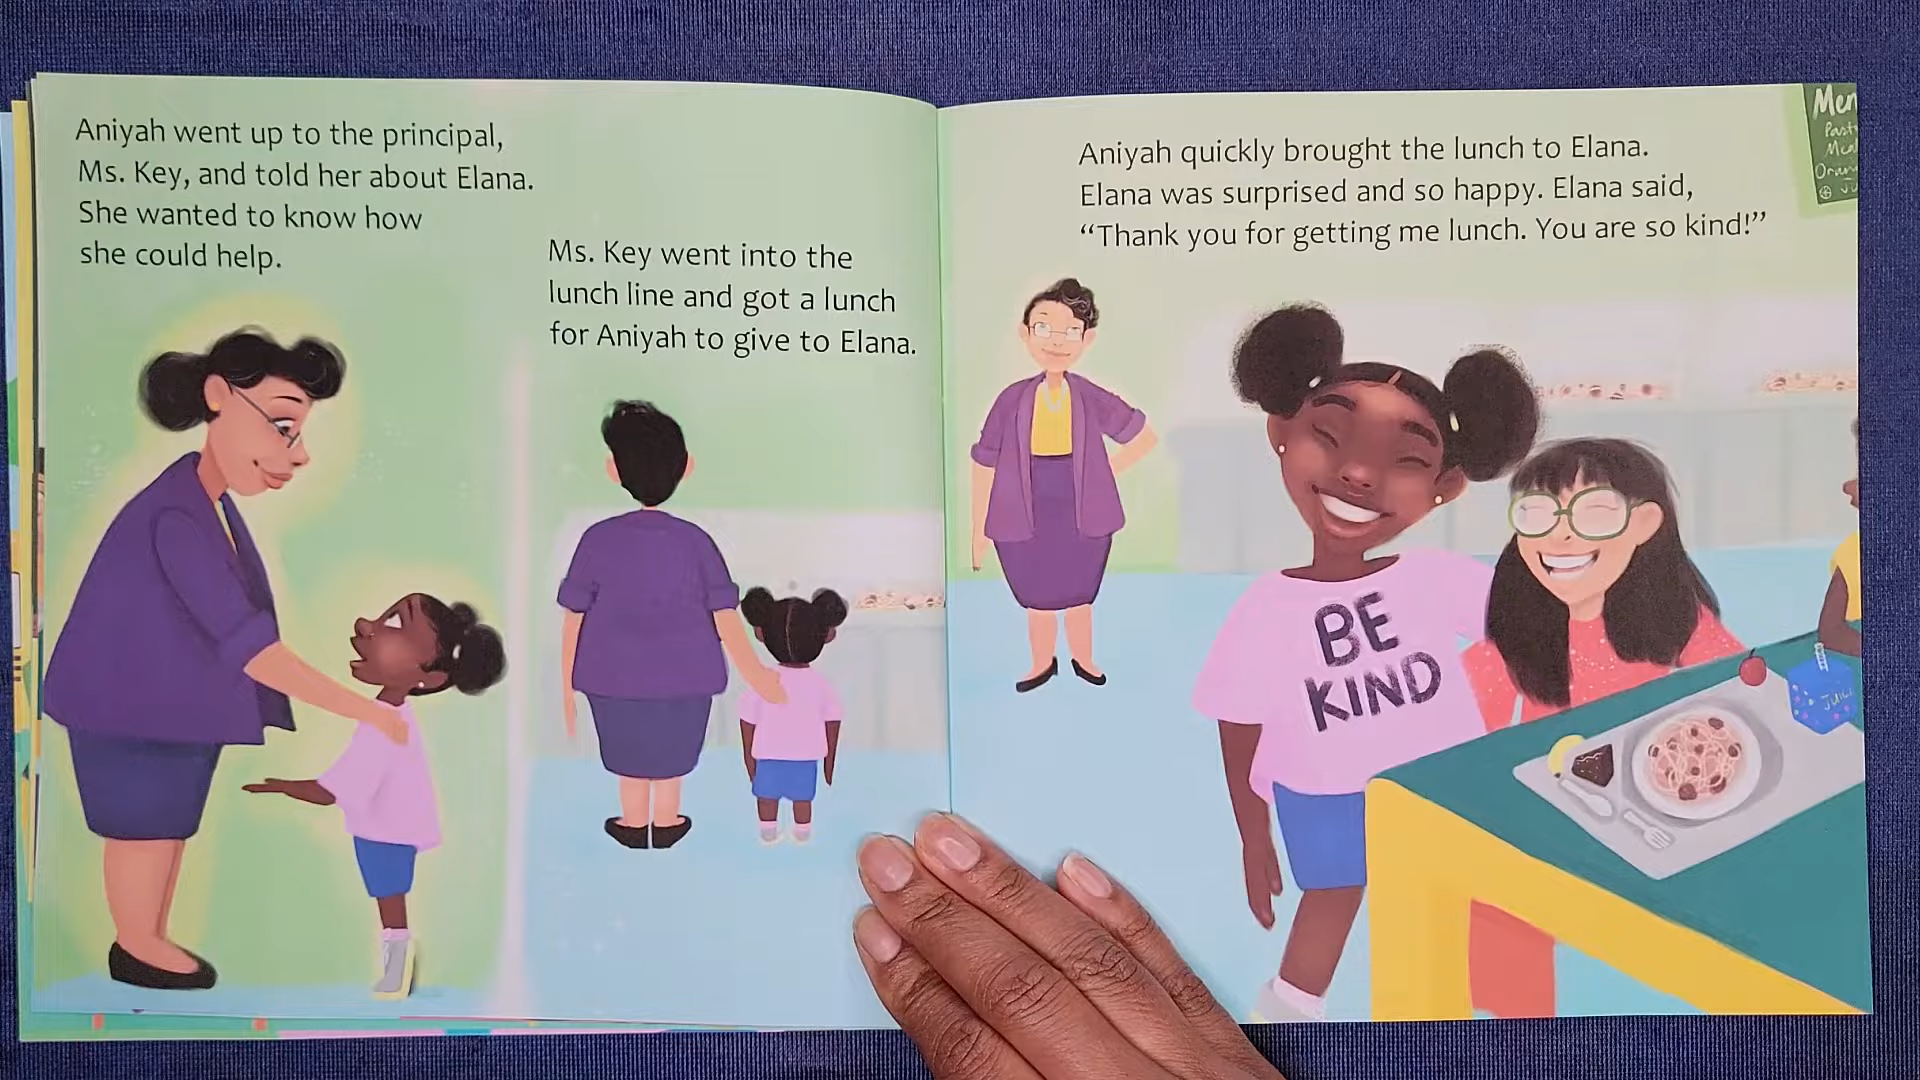 Aniyah went up to the principal,
Ms. Key, and told her about Elana.
She wanted to know how
she could help.
Ms. Key went into the
lunch line and got a lunch
for Aniyah to give to Elana.
Aniyah quickly brought the lunch to Elana.
Elana was surprised and so happy. Elana said,
“Thank you for getting me lunch. You are so kind!”
BE
KIND